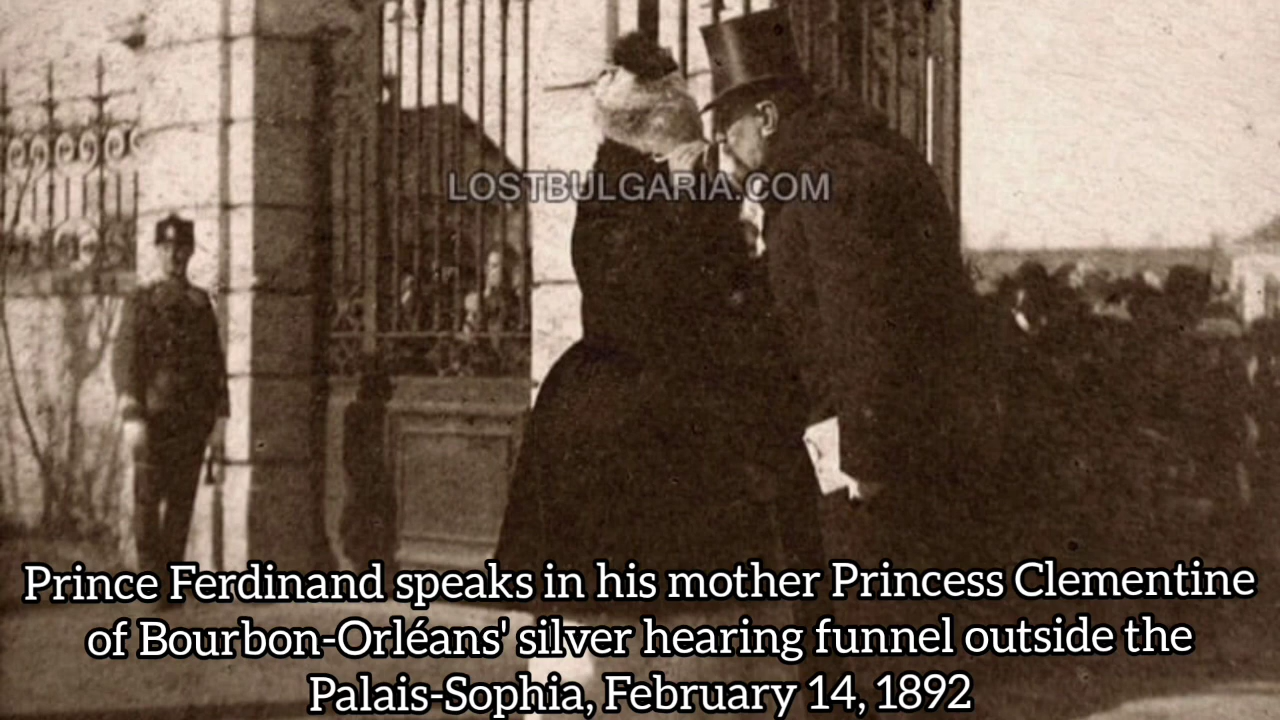 LOSTBULGARIA.COM
Prince Ferdinand speaks in his mother Princess Clementine
of Bourbon-Orléans' silver hearing funnel outside the
Palais-Sophia, February 14, 1892